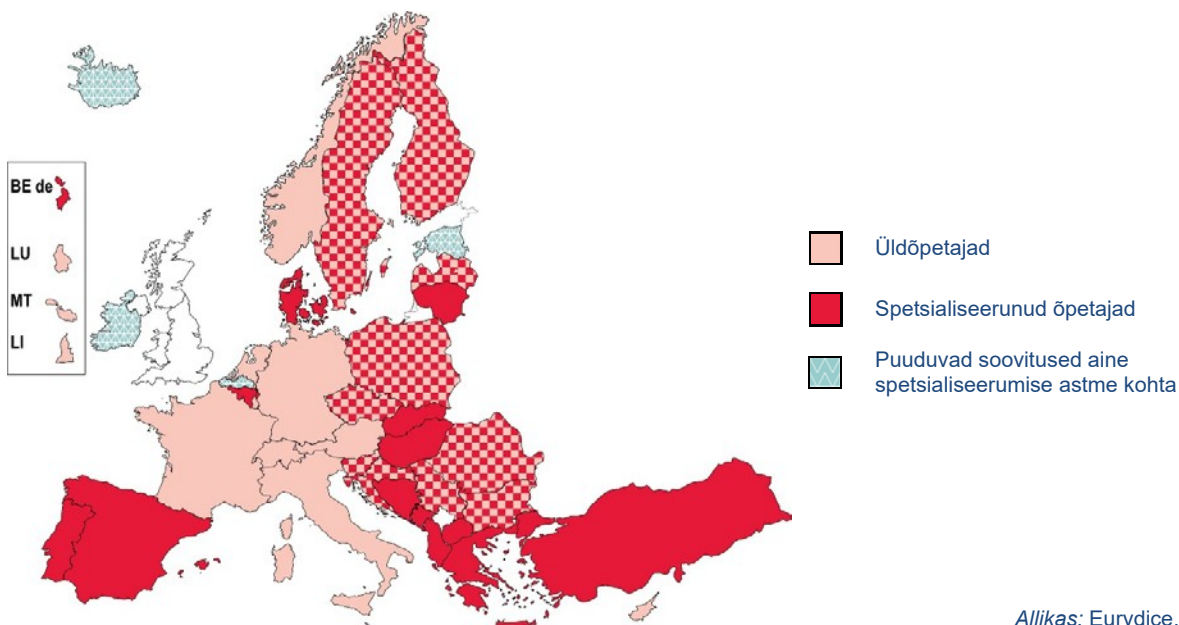 BE de
LU
MT
LI
Üldõpetajad
Spetsialiseerunud õpetajad
Puuduvad soovitused aine
spetsialiseerumise astme kohta
Allikas: Eurydice.